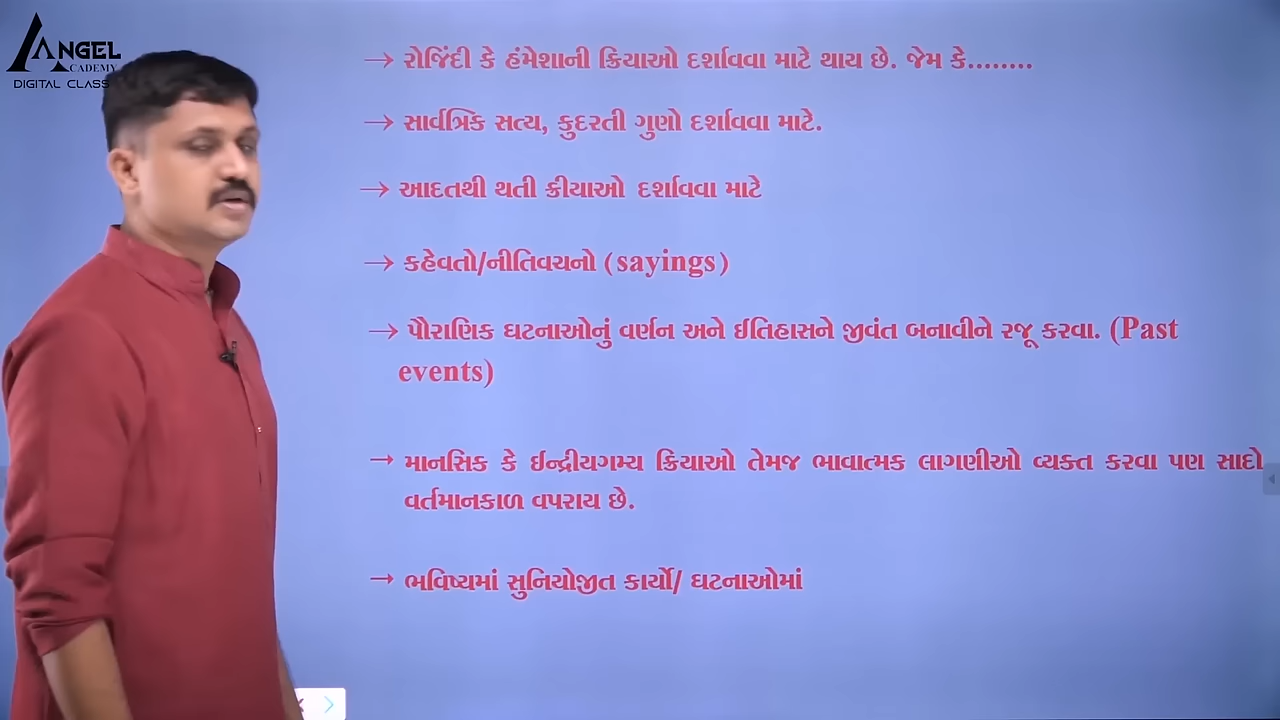 ANGEL
ACADEMY
DIGITAL CLASS
→ રોજિંદી કે હંમેશાની ક્રિયાઓ દર્શાવવા માટે થાય છે. જેમ કે........
→ સાર્વત્રિક સત્ય, કુદરતી ગુણો દર્શાવવા માટે.
→ આદતથી થતી ક્રીયાઓ દર્શાવવા માટે
→ કહેવતો/નીતિવચનો (sayings)
→ પૌરાણિક ઘટનાઓનું વર્ણન અને ઈતિહાસને જીવંત બનાવીને રજૂ કરવા. (Past
events)
→ માનસિક કે ઈન્દ્રીયગમ્ય ક્રિયાઓ તેમજ ભાવાત્મક લાગણીઓ વ્યક્ત કરવા પણ સાદો
વર્તમાનકાળ વપરાય છે.
→ ભવિષ્યમાં સુનિયોજીત કાર્યો/ ઘટનાઓમાં